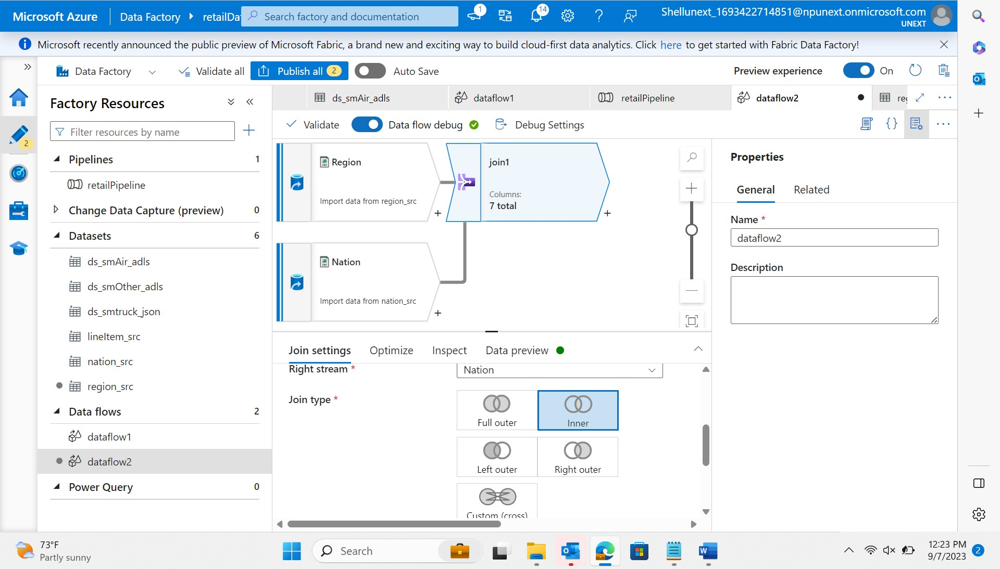 Microsoft Azure
Data Factory
retailDa
Search factory and documentation
1
14
Shellunext_1693422714851@npunext.onmicrosoft.com
UNEXT
Microsoft recently announced the public preview of Microsoft Fabric, a brand new and exciting way to build cloud-first data analytics. Click here to get started with Fabric Data Factory!
Data Factory
Validate all
Publish all 2
Auto Save
Preview experience
On
Factory Resources
Filter resources by name
2
Pipelines 1
retailPipeline
Change Data Capture (preview) 0
Datasets 6
ds_smAir_adls
ds_smOther_adls
ds_smtruck_json
lineItem_src
nation_src
region_src
Data flows 2
dataflow1
dataflow2
Power Query 0
ds_smAir_adls
dataflow1
retailPipeline
dataflow2
Validate
Data flow debug
Debug Settings
Region
Import data from region_src
join1
Columns:
7 total
Nation
Import data from nation_src
Join settings
Optimize
Inspect
Data preview
Right stream *
Nation
Join type *
Full outer
Inner
Left outer
Right outer
Custom (cross)
Properties
General
Related
Name *
dataflow2
Description
73°F
Partly sunny
Search
12:23 PM
9/7/2023
2